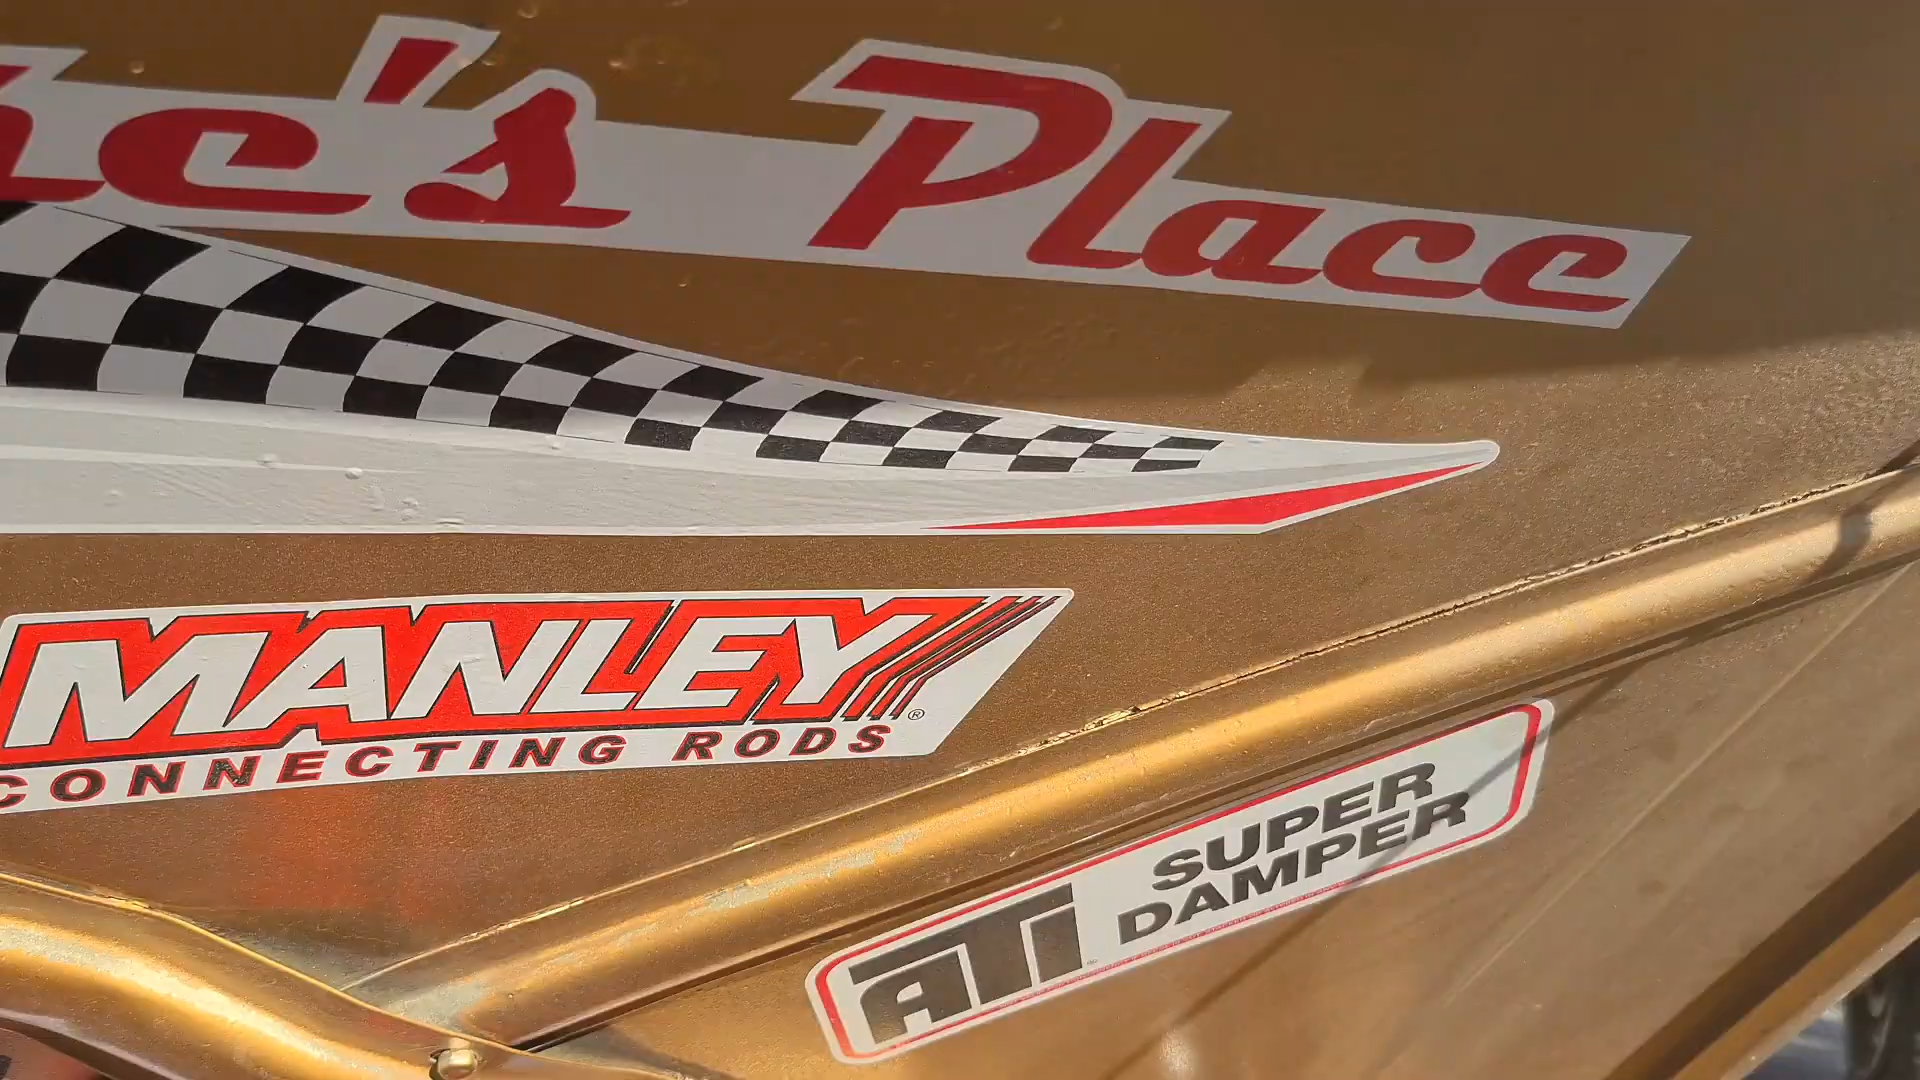 Place
MANLEY®
CONNECTING RODS
SUPER
DAMPER
ATI